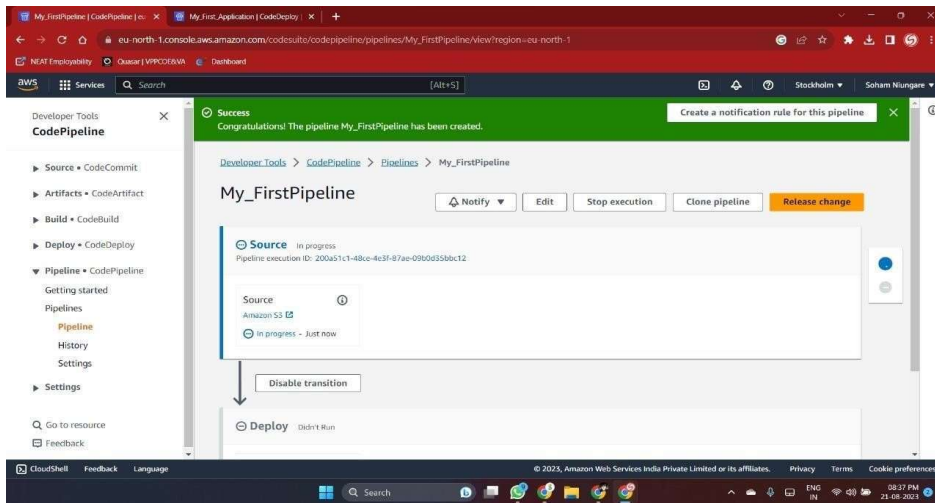 My_FirstPipeline | CodePipeline | eu-
My_First_Application | CodeDeploy |
eu-north-1.console.aws.amazon.com/codesuite/codepipeline/pipelines/My_FirstPipeline/view?region=eu-north-1
NEAT Employability
Quasar | VPPCOE&VA
Dashboard
aws
Services
Search
[Alt+S]
Stockholm
Soham Niungare
Developer Tools
CodePipeline
Source • CodeCommit
Artifacts • CodeArtifact
Build • CodeBuild
Deploy • CodeDeploy
Pipeline • CodePipeline
Getting started
Pipelines
Pipeline
History
Settings
Settings
Go to resource
Feedback
Success
Congratulations! The pipeline My_FirstPipeline has been created.
Create a notification rule for this pipeline
Developer Tools > CodePipeline > Pipelines > My_FirstPipeline
My_FirstPipeline
Notify
Edit
Stop execution
Clone pipeline
Release change
Source In progress
Pipeline execution ID: 200a51c1-48ce-4e3f-87ae-09b0d35bbc12
Source
Amazon S3
In progress - Just now
Disable transition
Deploy Didn't Run
CloudShell Feedback Language
© 2023, Amazon Web Services India Private Limited or its affiliates. Privacy Terms Cookie preferences
Search
ENG
IN
08:37 PM
21-08-2023